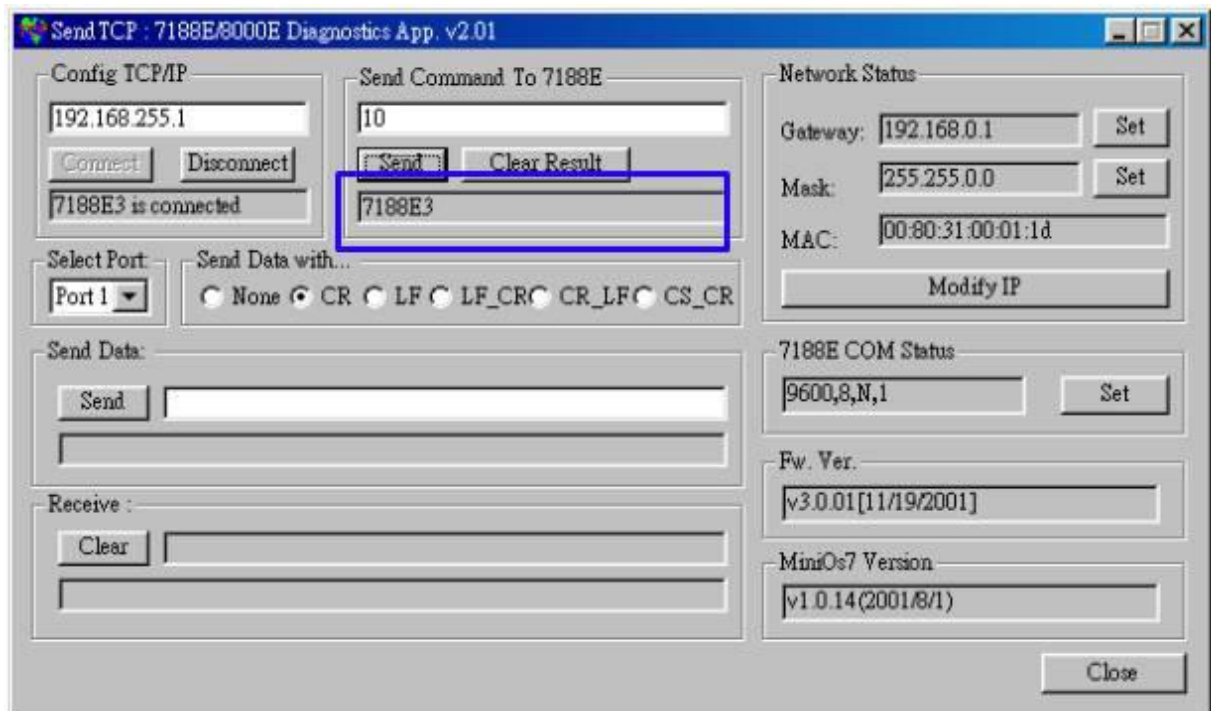 Send TCP : 7188E/8000E Diagnostics App. v2.01
Config TCP/IP
192.168.255.1
Connect Disconnect
7188E3 is connected
Send Command To 7188E
10
Send Clear Result
7188E3
Network Status
Gateway: 192.168.0.1 Set
Mask: 255.255.0.0 Set
MAC: 00:80:31:00:01:1d
Modify IP
Select Port:
Port 1
Send Data with...
None CR LF LF_CR CR_LF CS_CR
Send Data:
Send
7188E COM Status
9600,8,N,1 Set
Receive :
Clear
Fw. Ver.
v3.0.01[11/19/2001]
MiniOs7 Version
v1.0.14(2001/8/1)
Close